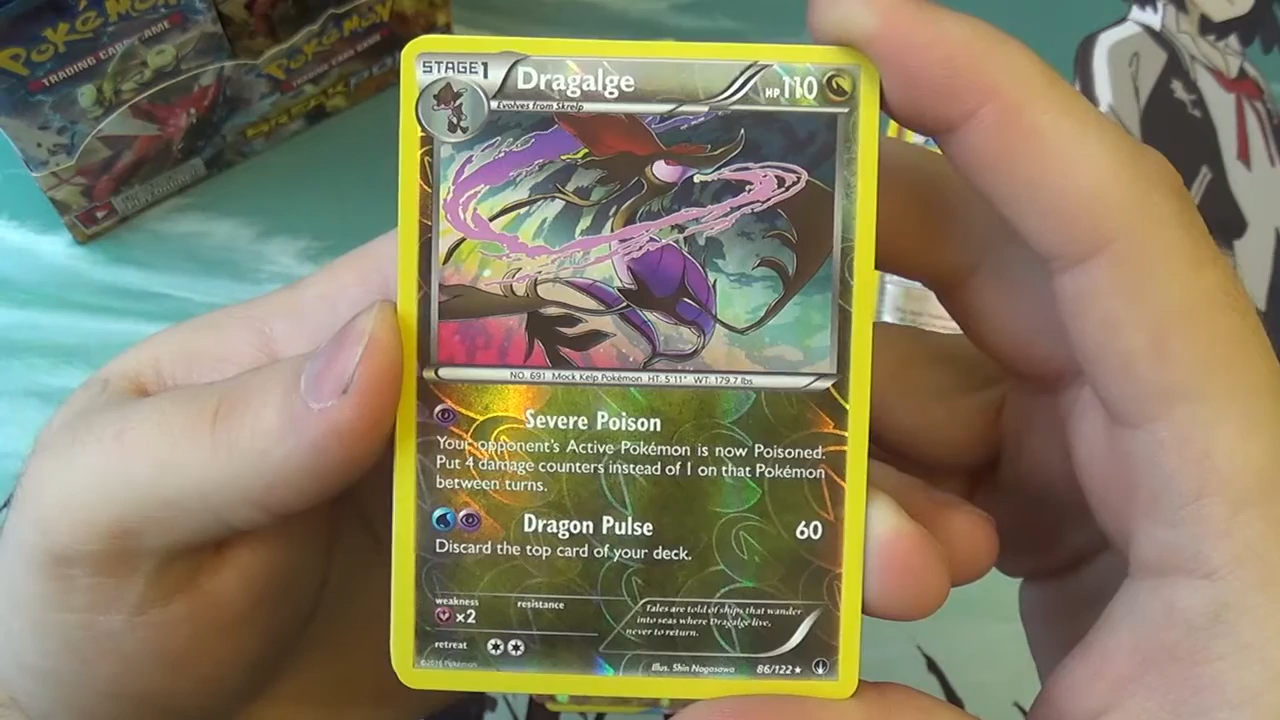 POKéMON
TRADING CARD GAME
POKéMON
STAGE1
Dragalge
HP 110
Evolves from Skrelp
NO. 691 Mock Kelp Pokémon HT: 5'11" WT: 179.7 lbs.
Severe Poison
Your opponent's Active Pokémon is now Poisoned.
Put 4 damage counters instead of 1 on that Pokémon
between turns.
Dragon Pulse 60
Discard the top card of your deck.
weakness resistance
×2
Tales are told of ships that wander
into seas where Dragalge live,
never to return.
retreat
©2016 Pokémon
Illus. Shin Nagasawa 86/122 ★